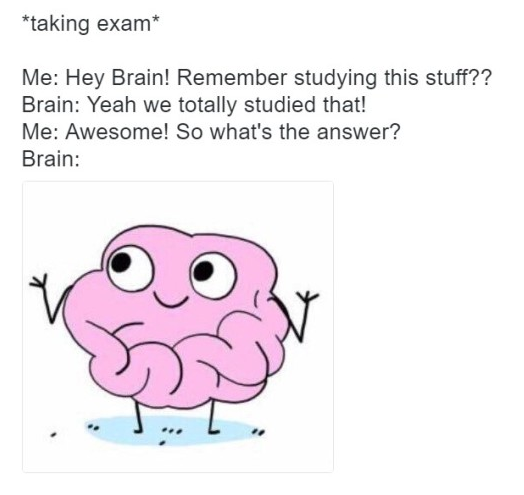 *taking exam*
Me: Hey Brain! Remember studying this stuff??
Brain: Yeah we totally studied that!
Me: Awesome! So what's the answer?
Brain: